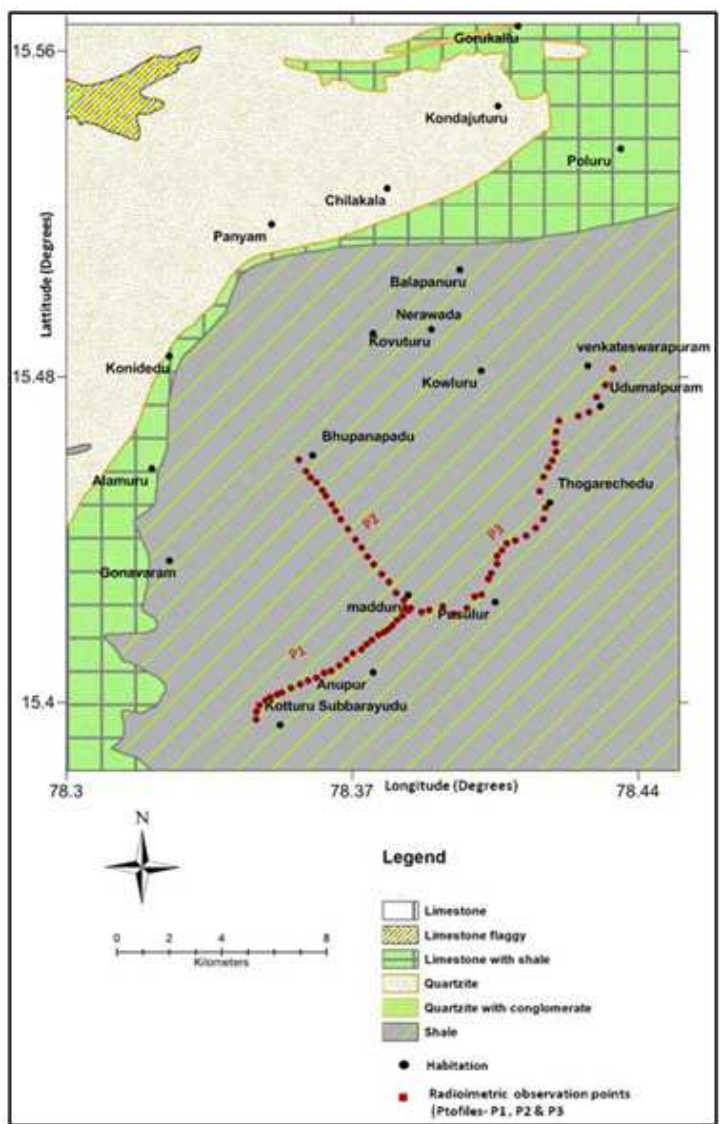 Gorukallu
15.56
Kondajuturu
Poluru
Chilakala
Panyam
Lattitude (Degrees)
Balapanuru
Nerawada
Kovuturu
venkateswarapuram
Konidedu
15.48
Kowluru
Udumalpuram
Bhupanapadu
Alamuru
Thogarechedu
P2
P3
Gonavaram
madduru
Pasulur
P1
Anupur
15.4
Kotturu Subbarayudu
78.3
78.37
Longitude (Degrees)
78.44
N
Legend
Limestone
0 2 4 8
Kilometers
Limestone flaggy
Limestone with shale
Quartzite
Quartzite with conglomerate
Shale
Habitation
Radioimetric observation points
(Ptofiles- P1, P2 & P3